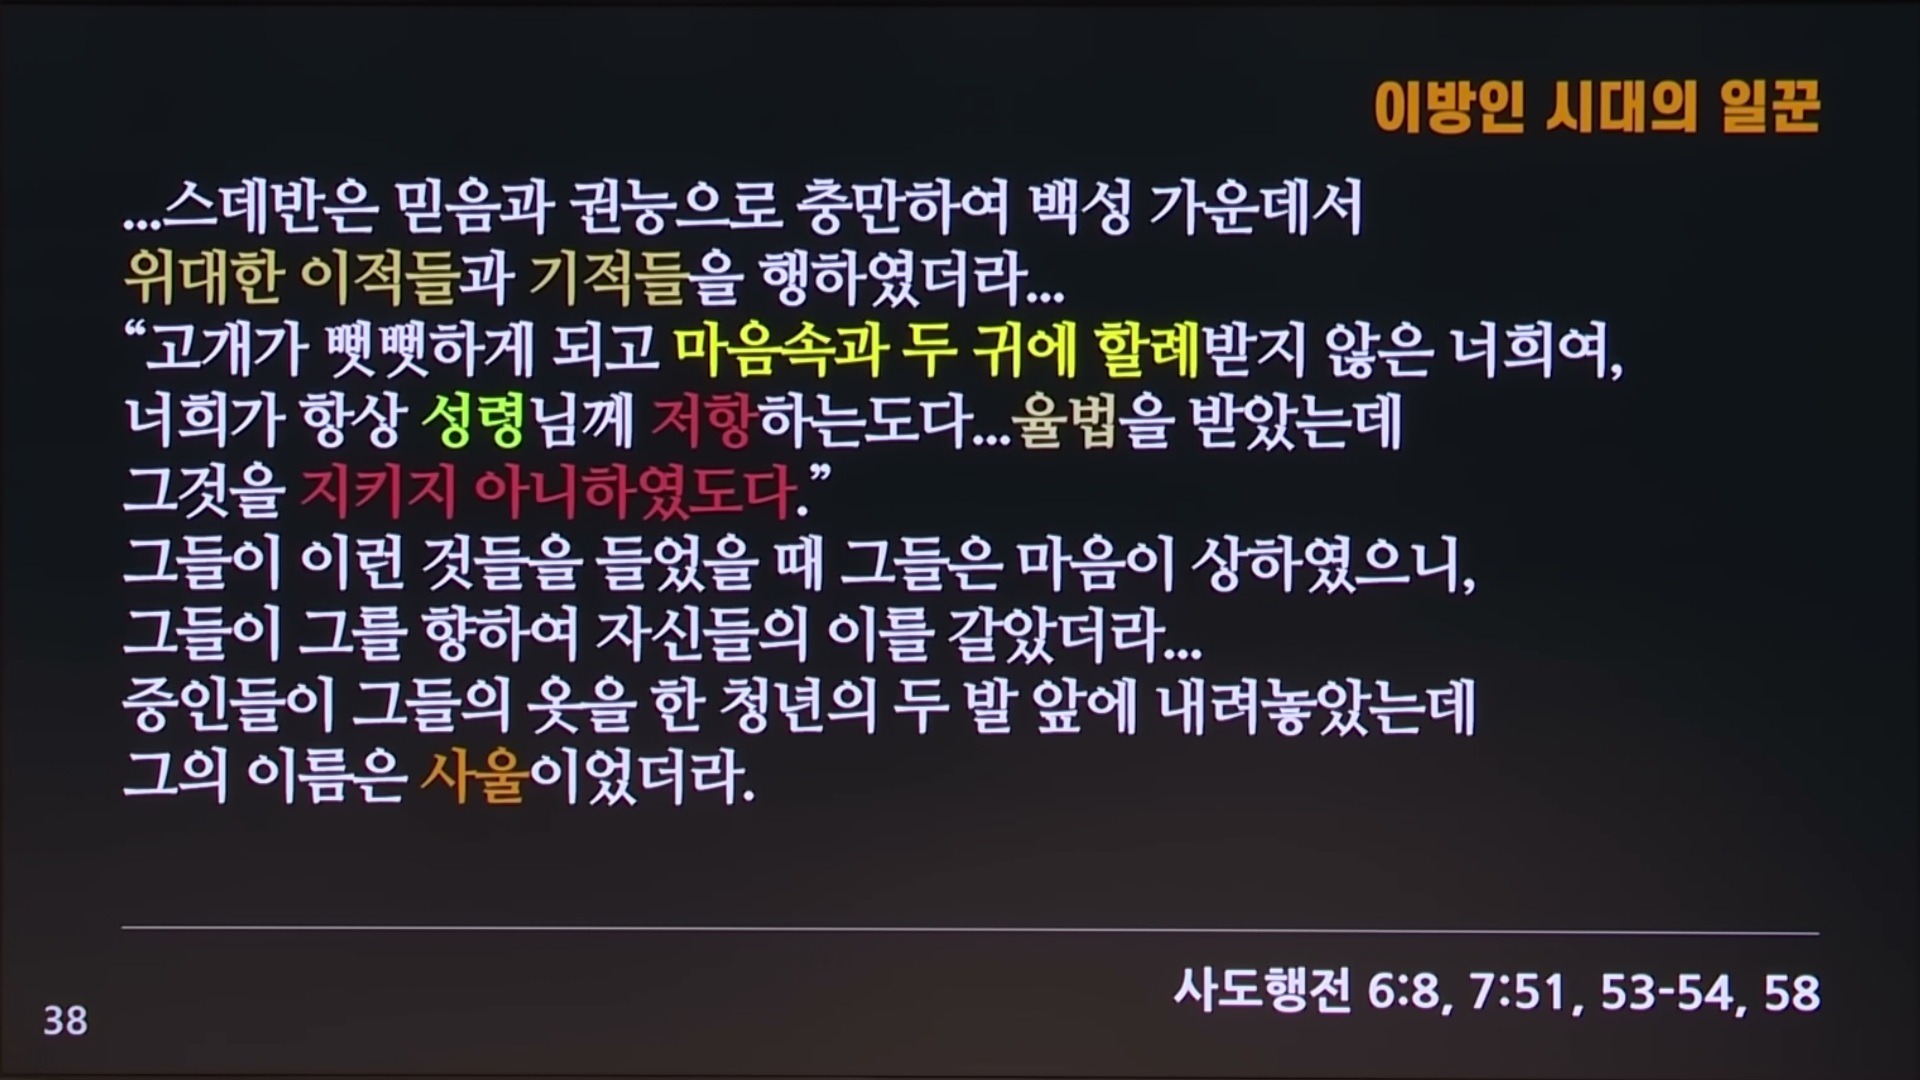 이방인 시대의 일꾼
...스데반은 믿음과 권능으로 충만하여 백성 가운데서
위대한 이적들과 기적들을 행하였더라...
“고개가 뻣뻣하게 되고 마음속과 두 귀에 할례받지 않은 너희여,
너희가 항상 성령님께 저항하는도다...율법을 받았는데
그것을 지키지 아니하였도다.”
그들이 이런 것들을 들었을 때 그들은 마음이 상하였으니,
그들이 그를 향하여 자신들의 이를 갈았더라...
증인들이 그들의 옷을 한 청년의 두 발 앞에 내려놓았는데
그의 이름은 사울이었더라.
사도행전 6:8, 7:51, 53-54, 58
38